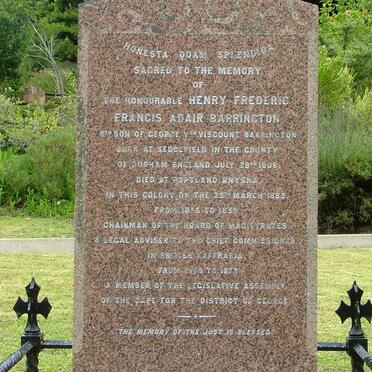 HONESTA QUAM SPLENDIDA
SACRED TO THE MEMORY
OF
THE HONOURABLE HENRY FREDERIC
FRANCIS ADAIR BARRINGTON
8TH SON OF GEORGE VTH VISCOUNT BARRINGTON
BORN AT SEDGEFIELD IN THE COUNTY
OF DURHAM ENGLAND, JULY 28TH 1808.
DIED AT PORTLAND KNYSNA,
IN THIS COLONY ON THE 25TH MARCH 1882.
FROM TO
CHAIRMAN OF THE BOARD OF MAGISTRATES
& LEGAL ADVISER TO THE CHIEF COMMISSIONER
IN BRITISH KAFFRARIA.
FROM TO 1873
A MEMBER OF THE LEGISLATIVE ASSEMBLY
OF THE CAPE FOR THE DISTRICT OF GEORGE
"THE MEMORY OF THE JUST IS BLESSED"